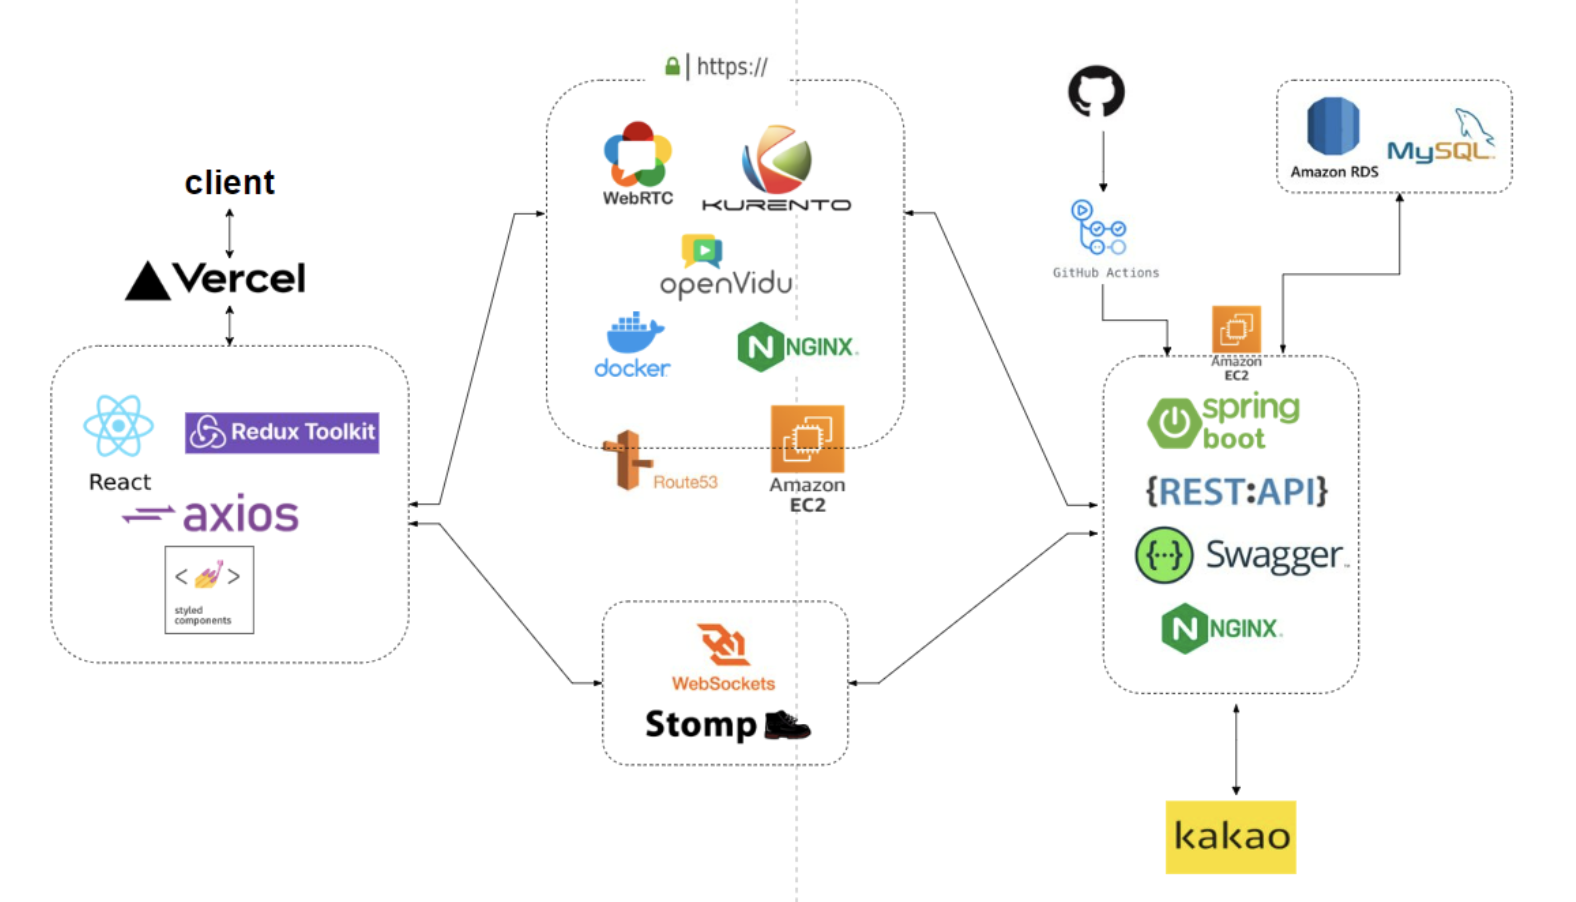 https://
client
Vercel
React
Redux Toolkit
axios
< >
styled
components
WebRTC
KURENTO
openVidu
docker
NGINX
Route53
Amazon
EC2
WebSockets
Stomp
GitHub Actions
Amazon RDS
MySQL
Amazon
EC2
spring
boot
{REST:API}
{···} Swagger
NGINX
kakao